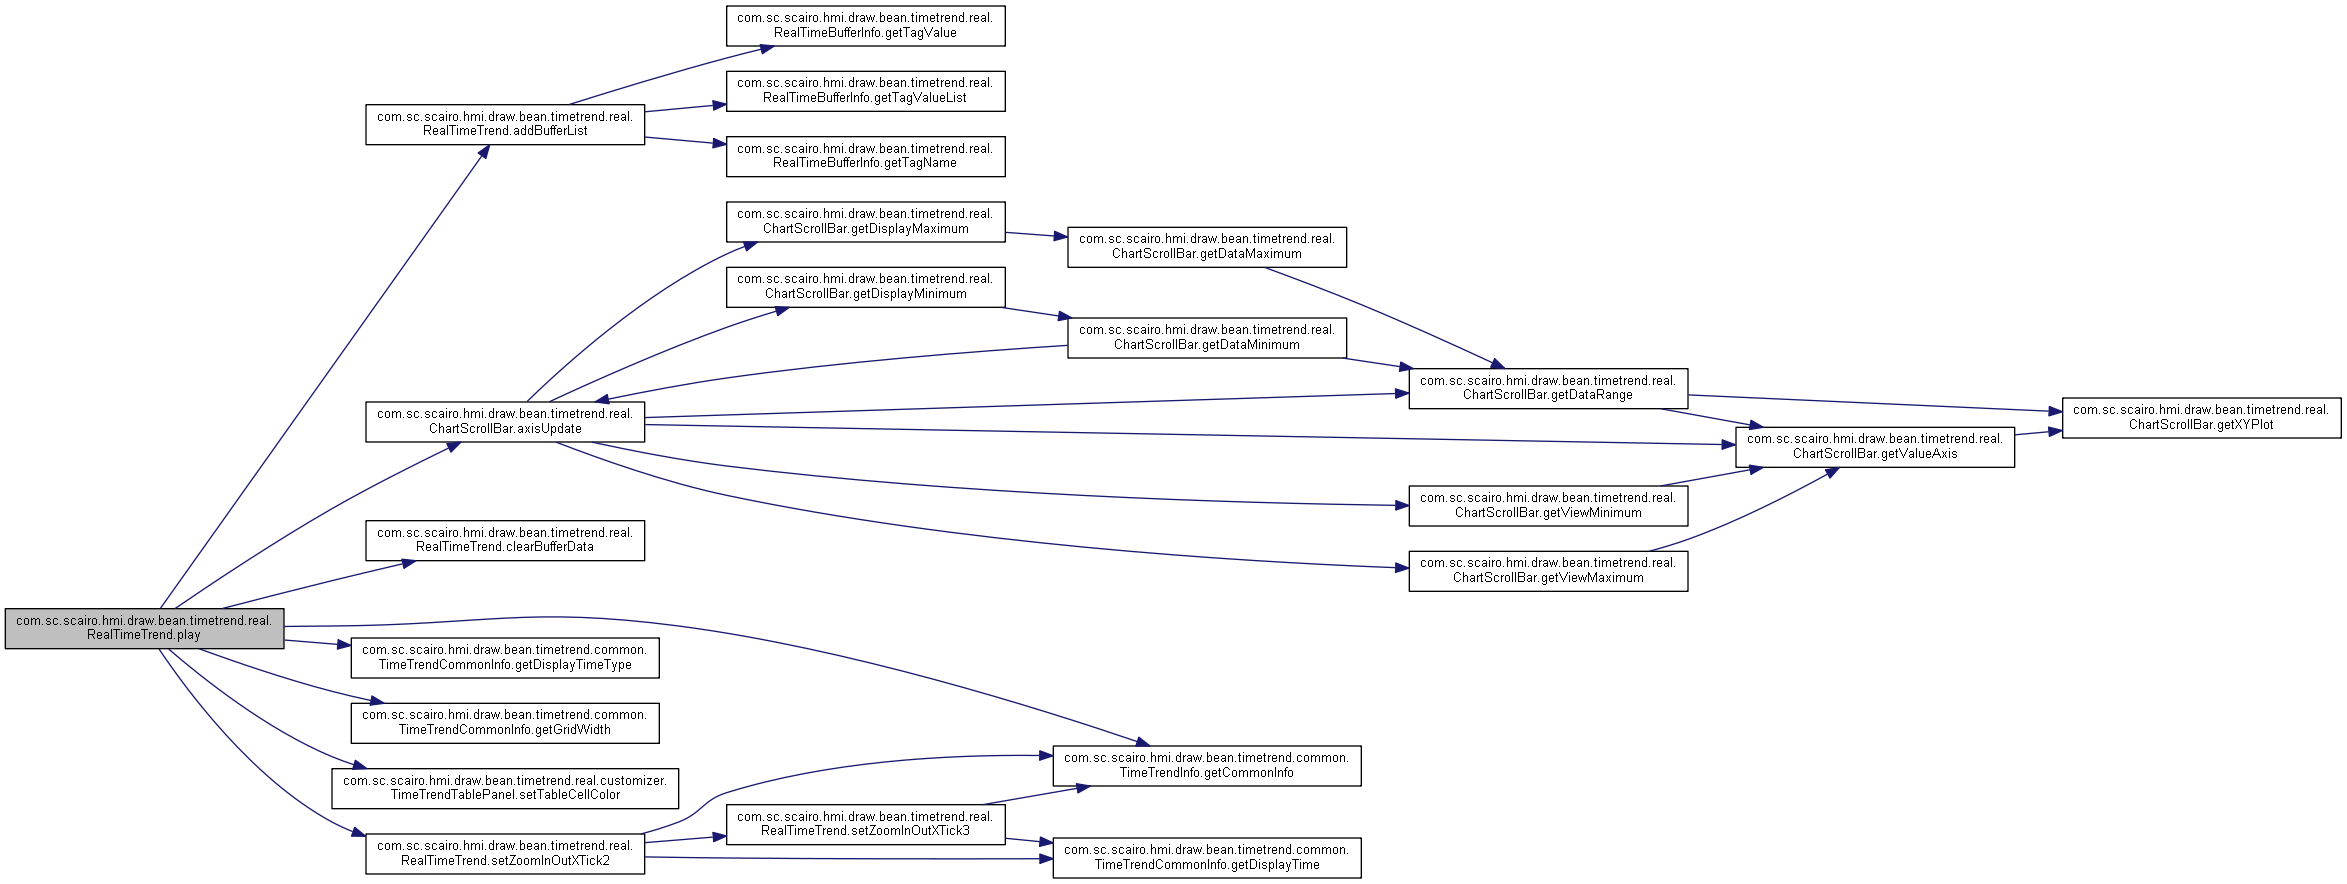 com.sc.scairo.hmi.draw.bean.timetrend.real.
RealTimeTrend.play
com.sc.scairo.hmi.draw.bean.timetrend.real.
RealTimeTrend.addBufferList
com.sc.scairo.hmi.draw.bean.timetrend.real.
RealTimeBufferInfo.getTagValue
com.sc.scairo.hmi.draw.bean.timetrend.real.
RealTimeBufferInfo.getTagValueList
com.sc.scairo.hmi.draw.bean.timetrend.real.
RealTimeBufferInfo.getTagName
com.sc.scairo.hmi.draw.bean.timetrend.real.
ChartScrollBar.axisUpdate
com.sc.scairo.hmi.draw.bean.timetrend.real.
ChartScrollBar.getDisplayMaximum
com.sc.scairo.hmi.draw.bean.timetrend.real.
ChartScrollBar.getDataMaximum
com.sc.scairo.hmi.draw.bean.timetrend.real.
ChartScrollBar.getDisplayMinimum
com.sc.scairo.hmi.draw.bean.timetrend.real.
ChartScrollBar.getDataMinimum
com.sc.scairo.hmi.draw.bean.timetrend.real.
ChartScrollBar.getDataRange
com.sc.scairo.hmi.draw.bean.timetrend.real.
ChartScrollBar.getValueAxis
com.sc.scairo.hmi.draw.bean.timetrend.real.
ChartScrollBar.getXYPlot
com.sc.scairo.hmi.draw.bean.timetrend.real.
ChartScrollBar.getViewMinimum
com.sc.scairo.hmi.draw.bean.timetrend.real.
ChartScrollBar.getViewMaximum
com.sc.scairo.hmi.draw.bean.timetrend.real.
RealTimeTrend.clearBufferData
com.sc.scairo.hmi.draw.bean.timetrend.common.
TimeTrendCommonInfo.getDisplayTimeType
com.sc.scairo.hmi.draw.bean.timetrend.common.
TimeTrendCommonInfo.getGridWidth
com.sc.scairo.hmi.draw.bean.timetrend.real.customizer.
TimeTrendTablePanel.setTableCellColor
com.sc.scairo.hmi.draw.bean.timetrend.real.
RealTimeTrend.setZoomInOutXTick2
com.sc.scairo.hmi.draw.bean.timetrend.real.
RealTimeTrend.setZoomInOutXTick3
com.sc.scairo.hmi.draw.bean.timetrend.common.
TimeTrendInfo.getCommonInfo
com.sc.scairo.hmi.draw.bean.timetrend.common.
TimeTrendCommonInfo.getDisplayTime